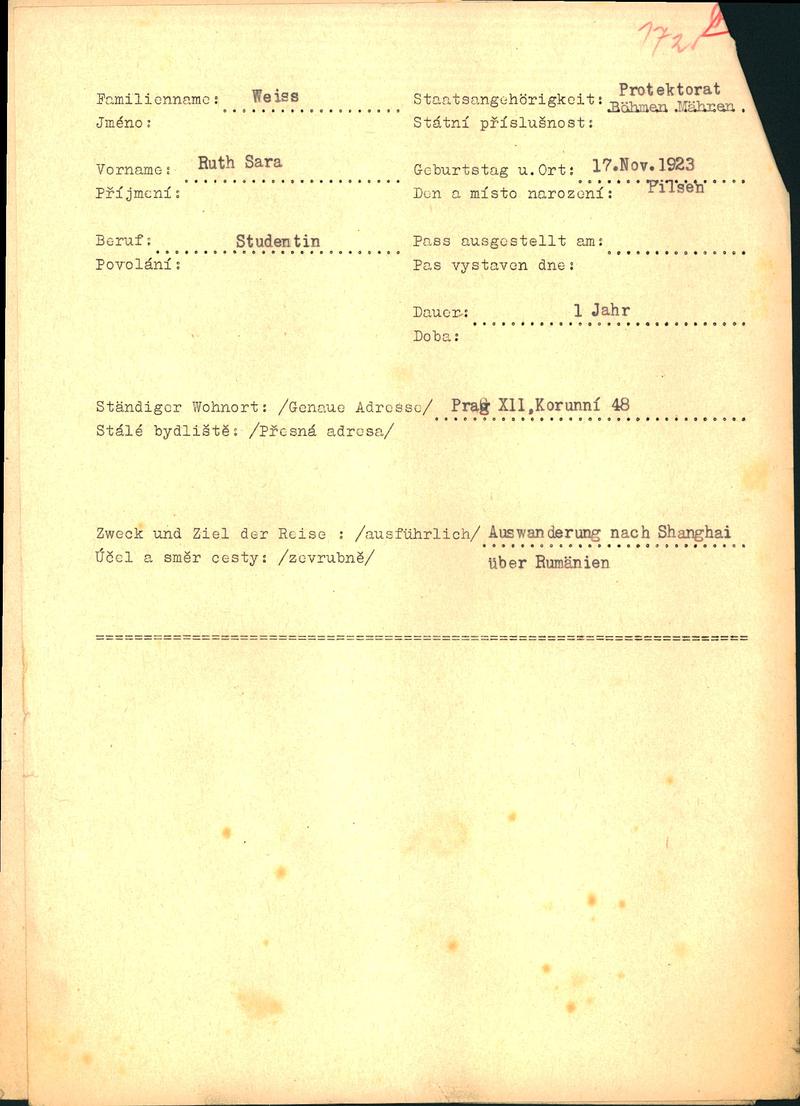 172
Familienname: Weiss
Jméno:
Staatsangehörigkeit: Protektorat
Böhmen Mähren.
Státní příslušnost:
Vorname: Ruth Sara
Příjmení:
Geburtstag u.Ort: 17.Nov.1923
Pilsen
Den a místo narození:
Beruf: Studentin
Povolání:
Pass ausgestellt am:
Pas vystaven dne:
Dauer: 1 Jahr
Doba:
Ständiger Wohnort: /Genaue Adresse/ Prag XII,Korunní 48
Stálé bydliště: /Přesná adresa/
Zweck und Ziel der Reise : /ausführlich/ Auswanderung nach Shanghai
Účel a směr cesty: /zevrubně/
über Rumänien